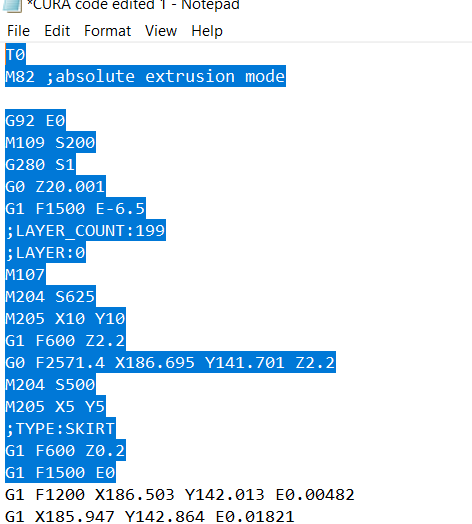 *CURA code edited 1 - Notepad
File Edit Format View Help
T0
M82 ;absolute extrusion mode
G92 E0
M109 S200
G280 S1
G0 Z20.001
G1 F1500 E-6.5
;LAYER_COUNT:199
;LAYER:0
M107
M204 S625
M205 X10 Y10
G1 F600 Z2.2
G0 F2571.4 X186.695 Y141.701 Z2.2
M204 S500
M205 X5 Y5
;TYPE:SKIRT
G1 F600 Z0.2
G1 F1500 E0
G1 F1200 X186.503 Y142.013 E0.00482
G1 X185.947 Y142.864 E0.01821